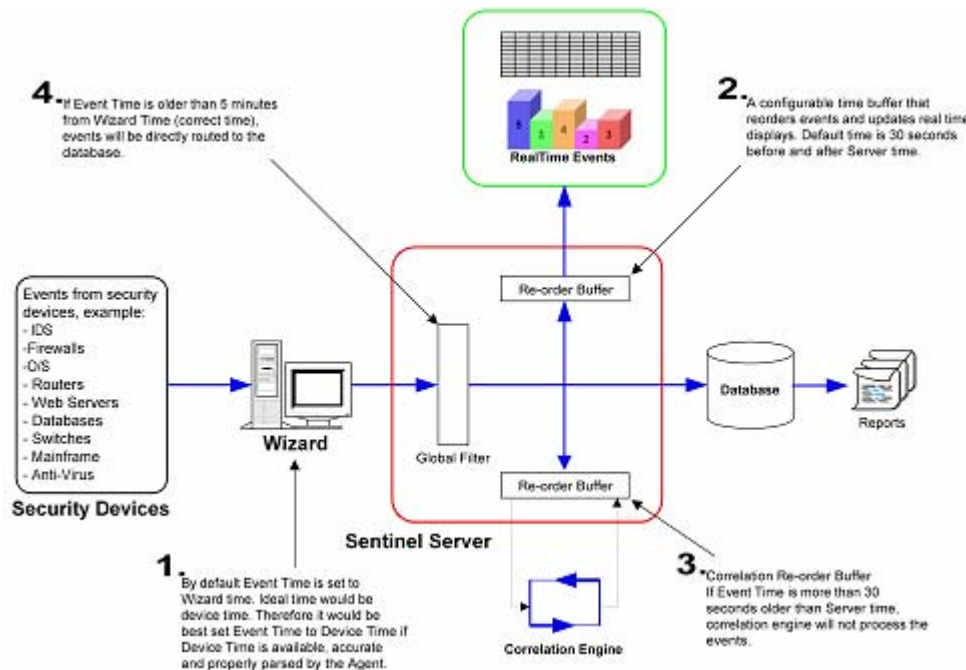 4.
If Event Time is older than 5 minutes
from Wizard Time (correct time),
events will be directly routed to the
database.
5
1
4
2
3
RealTime Events
2.
A configurable time buffer that
reorders events and updates real time
displays. Default time is 30 seconds
before and after Server time.
Events from security
devices, example:
- IDS
-Firewalls
-O/S
- Routers
- Web Servers
- Databases
- Switches
- Mainframe
- Anti-Virus
Security Devices
Wizard
Global Filter
Re-order Buffer
Re-order Buffer
Sentinel Server
Database
Reports
1.
By default Event Time is set to
Wizard time. Ideal time would be
device time. Therefore it would be
best set Event Time to Device Time if
Device Time is available, accurate
and properly parsed by the Agent.
Correlation Engine
3.
Correlation Re-order Buffer
If Event Time is more than 30
seconds older than Server time,
correlation engine will not process the
events.